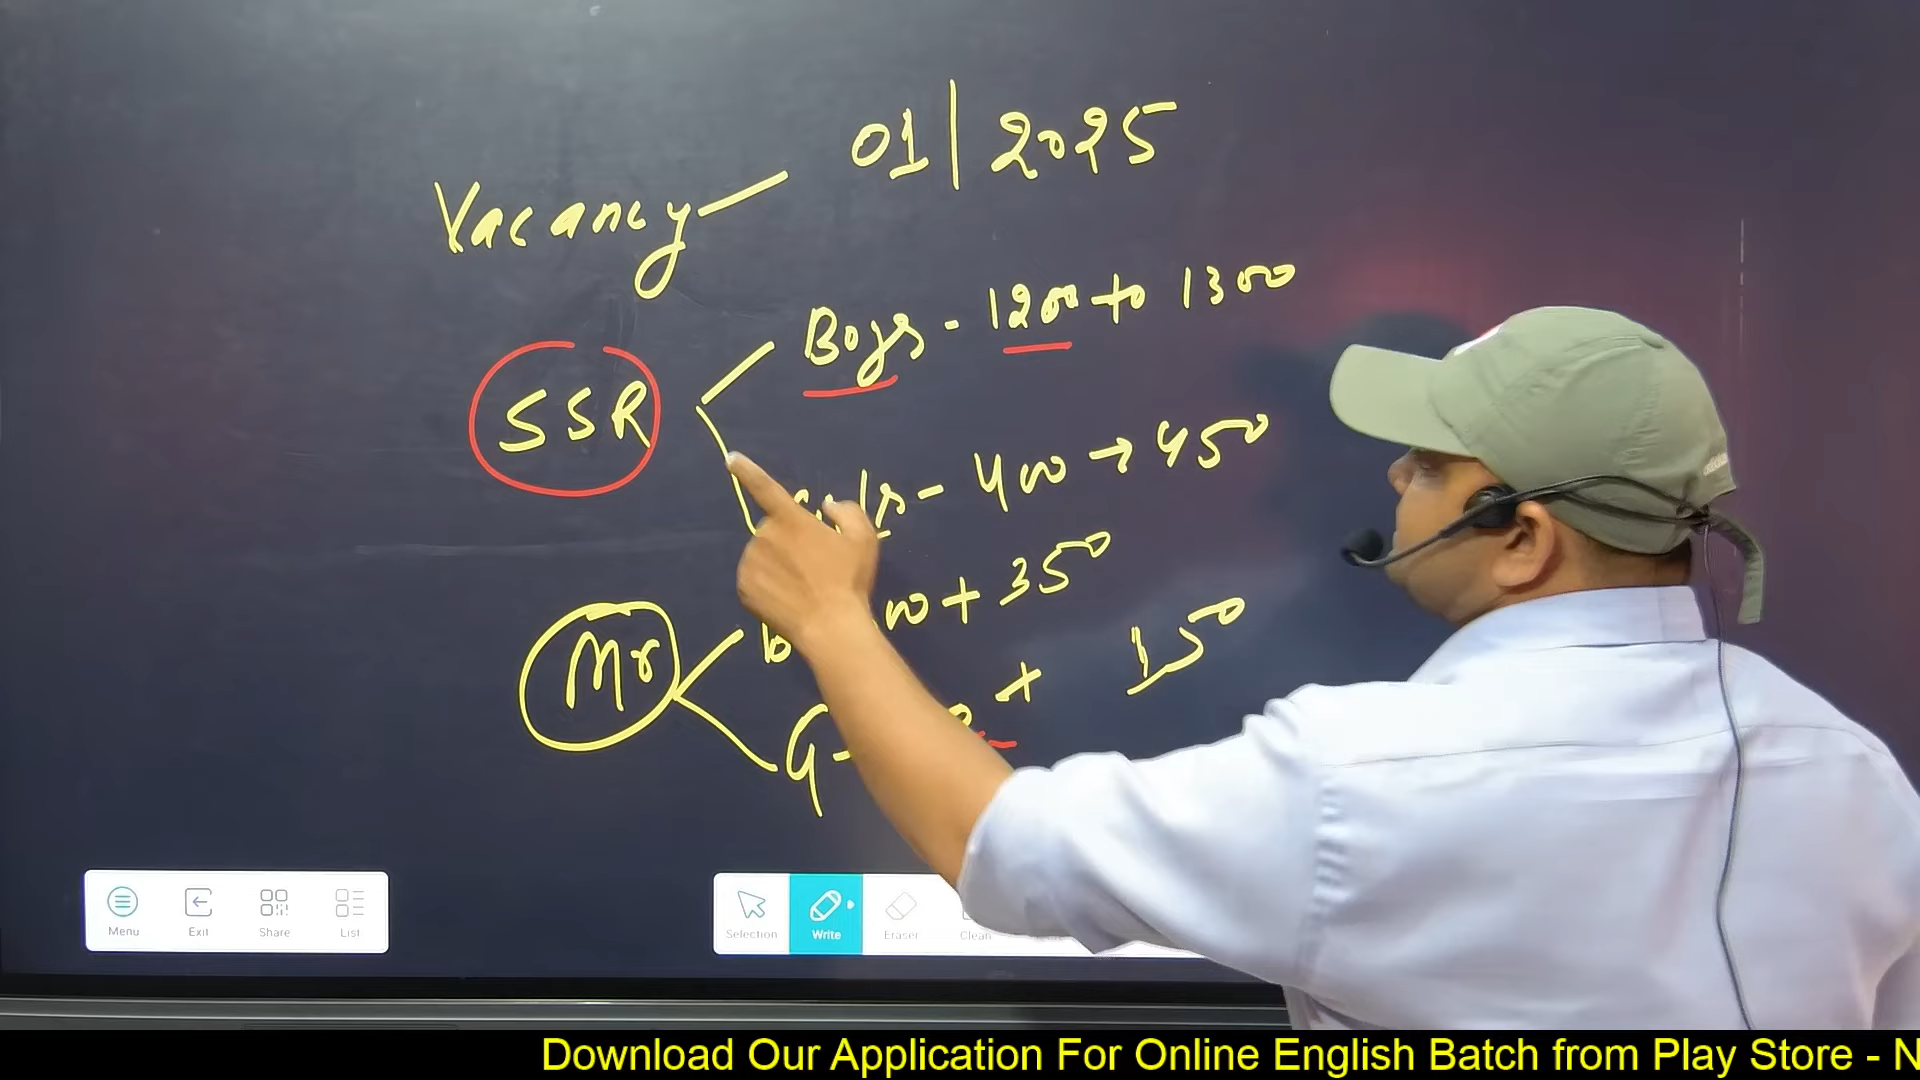 Vacancy — 01 | 2025
SSR
Boys - 1200 to 1300
- 400 → 450
Mr
+ 350
G - + 150
Menu Exit Share List
Selection Write Eraser Clean
Download Our Application For Online English Batch from Play Store - N